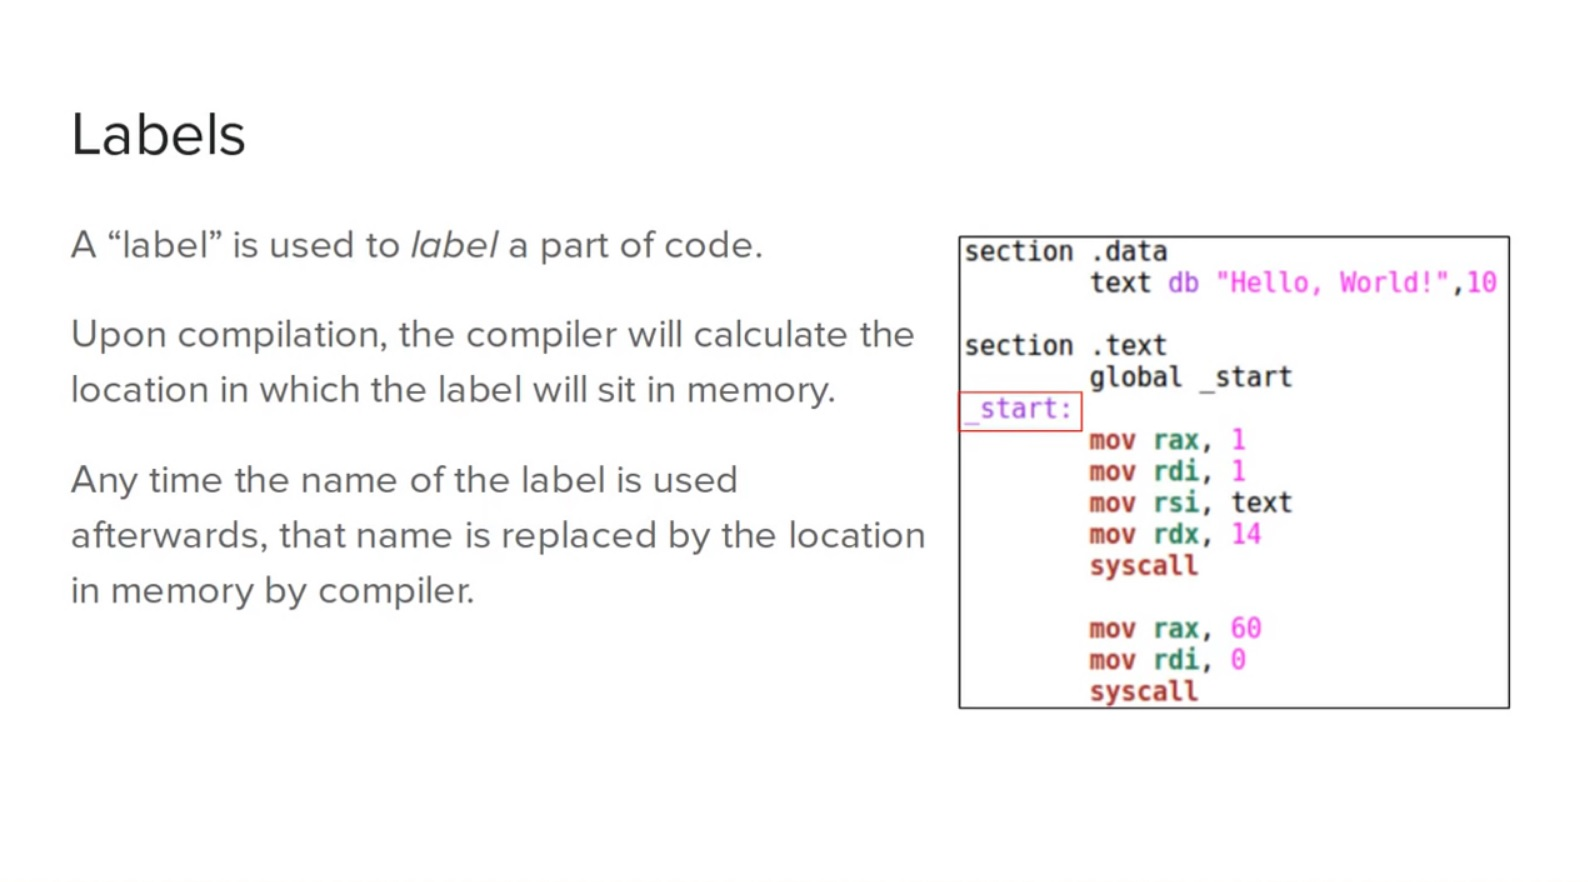 Labels
A “label” is used to label a part of code.
Upon compilation, the compiler will calculate the
location in which the label will sit in memory.
Any time the name of the label is used
afterwards, that name is replaced by the location
in memory by compiler.
section .data
text db "Hello, World!",10
section .text
global _start
_start:
mov rax, 1
mov rdi, 1
mov rsi, text
mov rdx, 14
syscall
mov rax, 60
mov rdi, 0
syscall